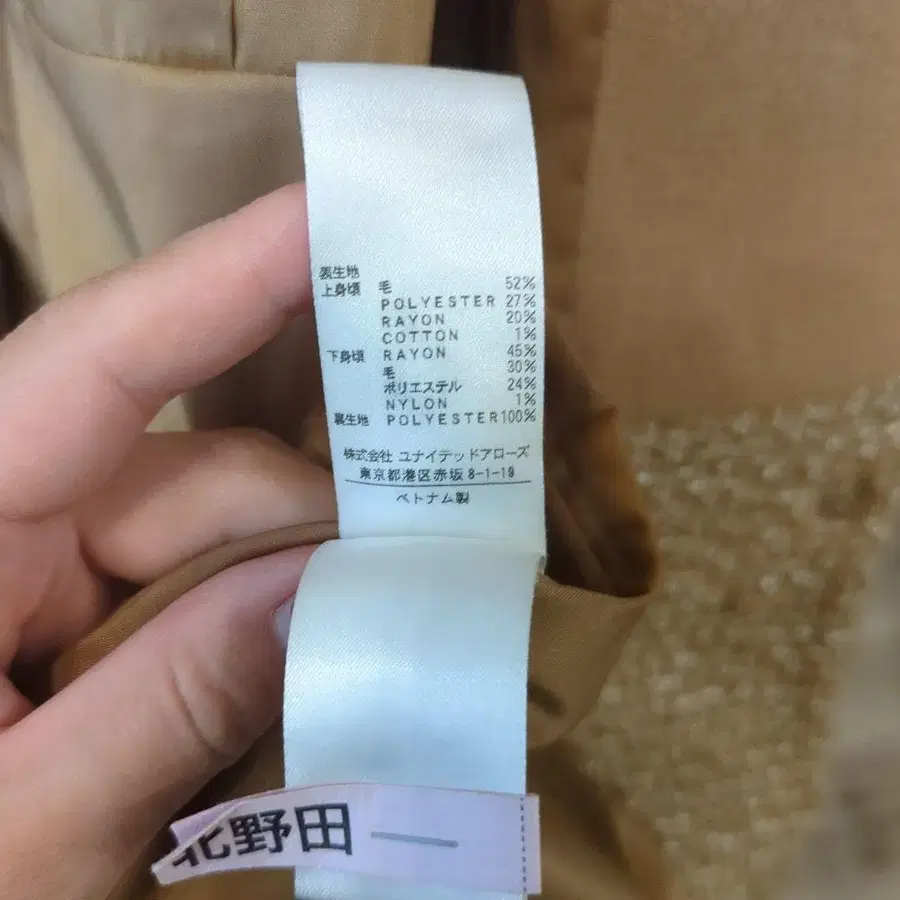 表生地
上身頃 毛 52%
POLYESTER 27%
RAYON 20%
COTTON 1%
下身頃 RAYON 45%
毛 30%
ポリエステル 24%
NYLON 1%
裏生地 POLYESTER 100%
株式会社 ユナイテッドアローズ
東京都港区赤坂 8-1-19
ベトナム製
北野田